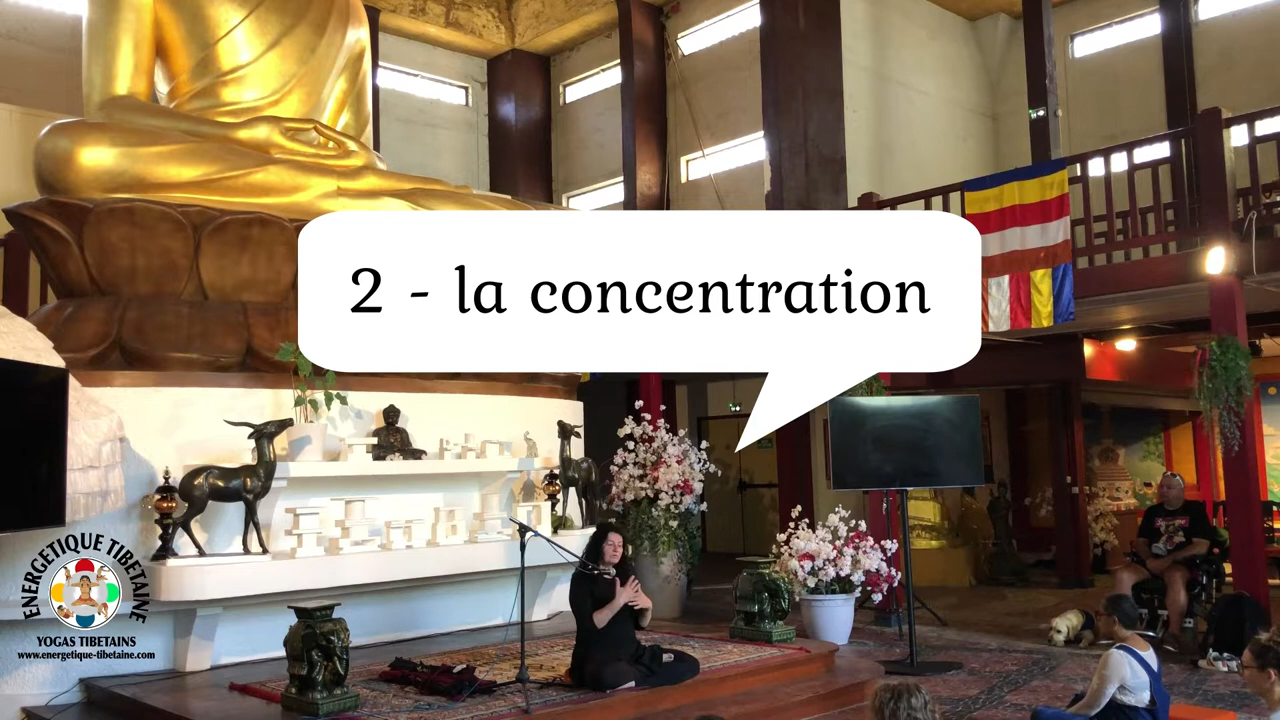 2 - la concentration
ENERGETIQUE TIBETAINE
YOGAS TIBETAINS
www.energetique-tibetaine.com